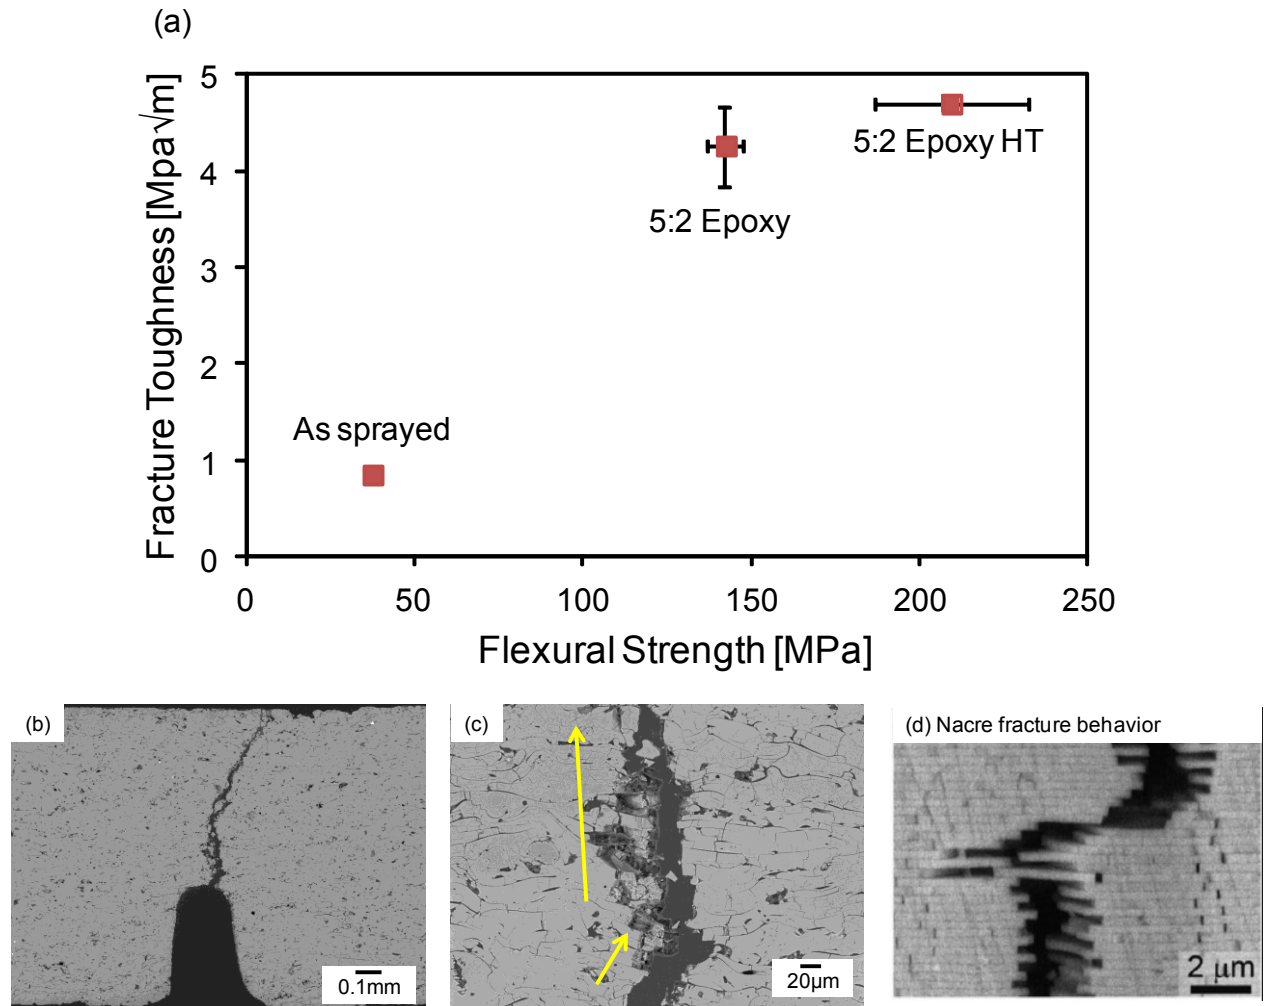 (a)
Fracture Toughness [Mpa √m]
5
4
3
2
1
0
5:2 Epoxy HT
5:2 Epoxy
As sprayed
0 50 100 150 200 250
Flexural Strength [MPa]
(b)
0.1mm
(c)
20µm
(d) Nacre fracture behavior
2 µm